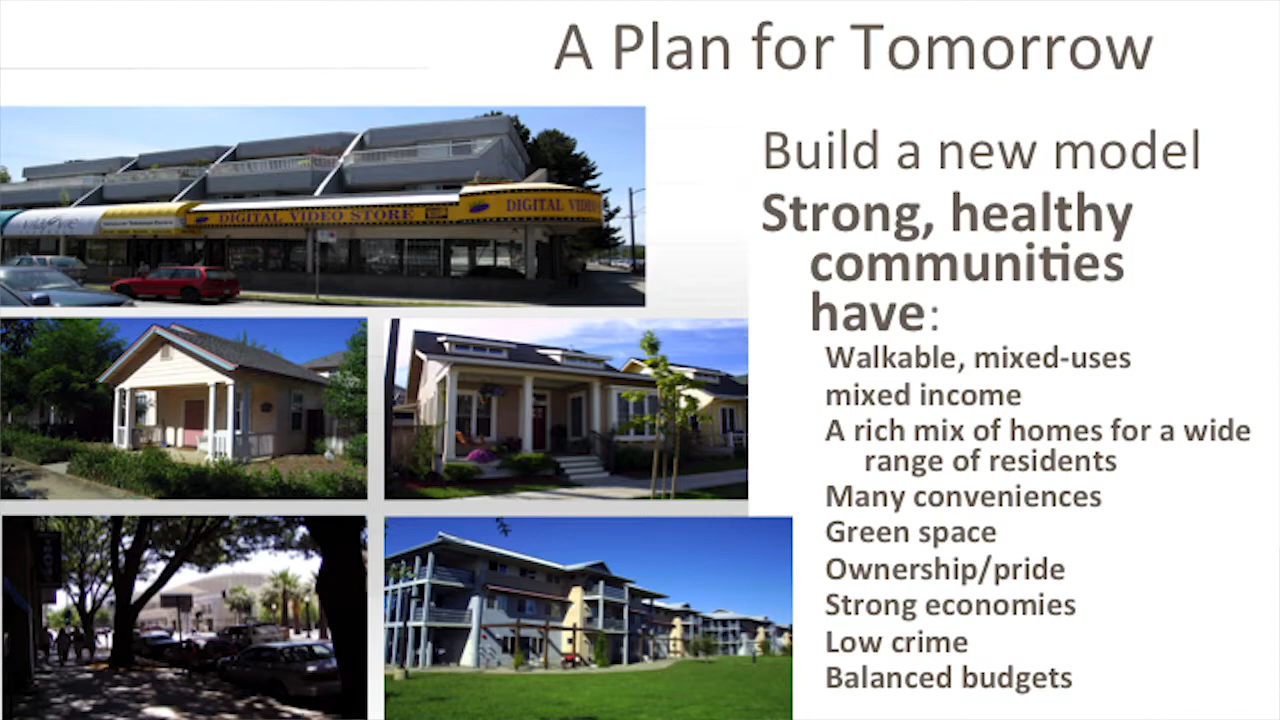 A Plan for Tomorrow
Build a new model
Strong, healthy
communities
have:
Walkable, mixed-uses
mixed income
A rich mix of homes for a wide
range of residents
Many conveniences
Green space
Ownership/pride
Strong economies
Low crime
Balanced budgets
DIGITAL VIDEO STORE
DIGITAL VIDEO